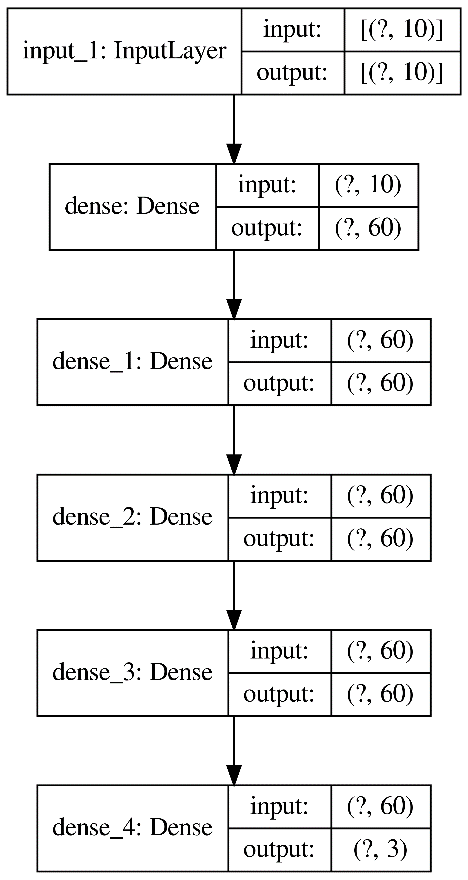 input_1: InputLayer
input: [(?, 10)]
output: [(?, 10)]
dense: Dense
input: (?, 10)
output: (?, 60)
dense_1: Dense
input: (?, 60)
output: (?, 60)
dense_2: Dense
input: (?, 60)
output: (?, 60)
dense_3: Dense
input: (?, 60)
output: (?, 60)
dense_4: Dense
input: (?, 60)
output: (?, 3)